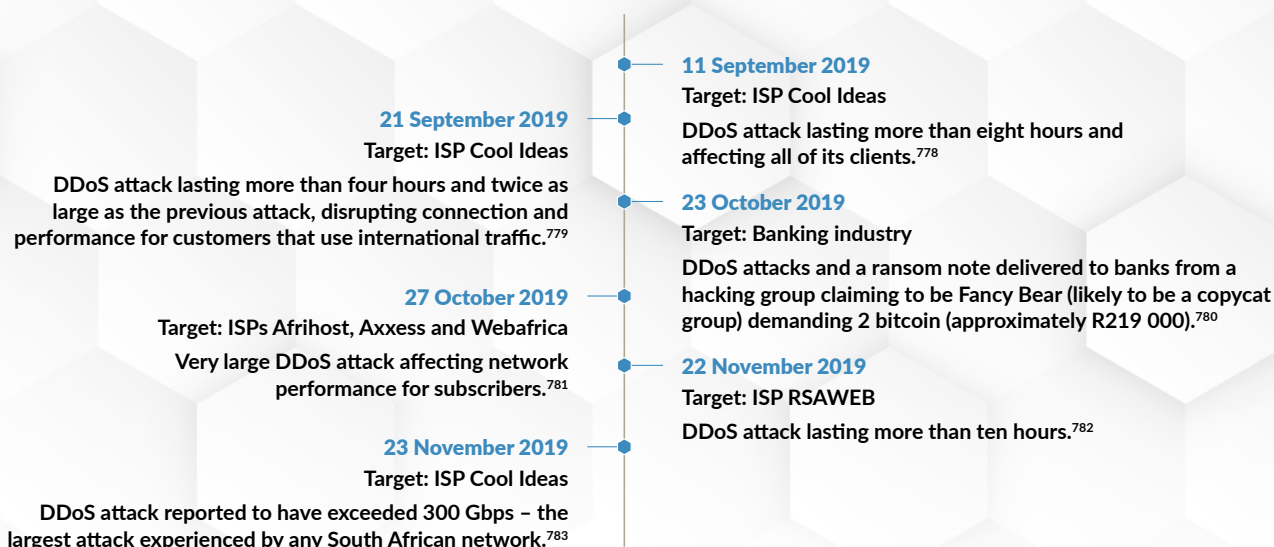 11 September 2019
Target: ISP Cool Ideas
DDoS attack lasting more than eight hours and
affecting all of its clients.778
21 September 2019
Target: ISP Cool Ideas
DDoS attack lasting more than four hours and twice as
large as the previous attack, disrupting connection and
performance for customers that use international traffic.779
23 October 2019
Target: Banking industry
DDoS attacks and a ransom note delivered to banks from a
hacking group claiming to be Fancy Bear (likely to be a copycat
group) demanding 2 bitcoin (approximately R219 000).780
27 October 2019
Target: ISPs Afrihost, Axxess and Webafrica
Very large DDoS attack affecting network
performance for subscribers.781
22 November 2019
Target: ISP RSAWEB
DDoS attack lasting more than ten hours.782
23 November 2019
Target: ISP Cool Ideas
DDoS attack reported to have exceeded 300 Gbps – the
largest attack experienced by any South African network.783